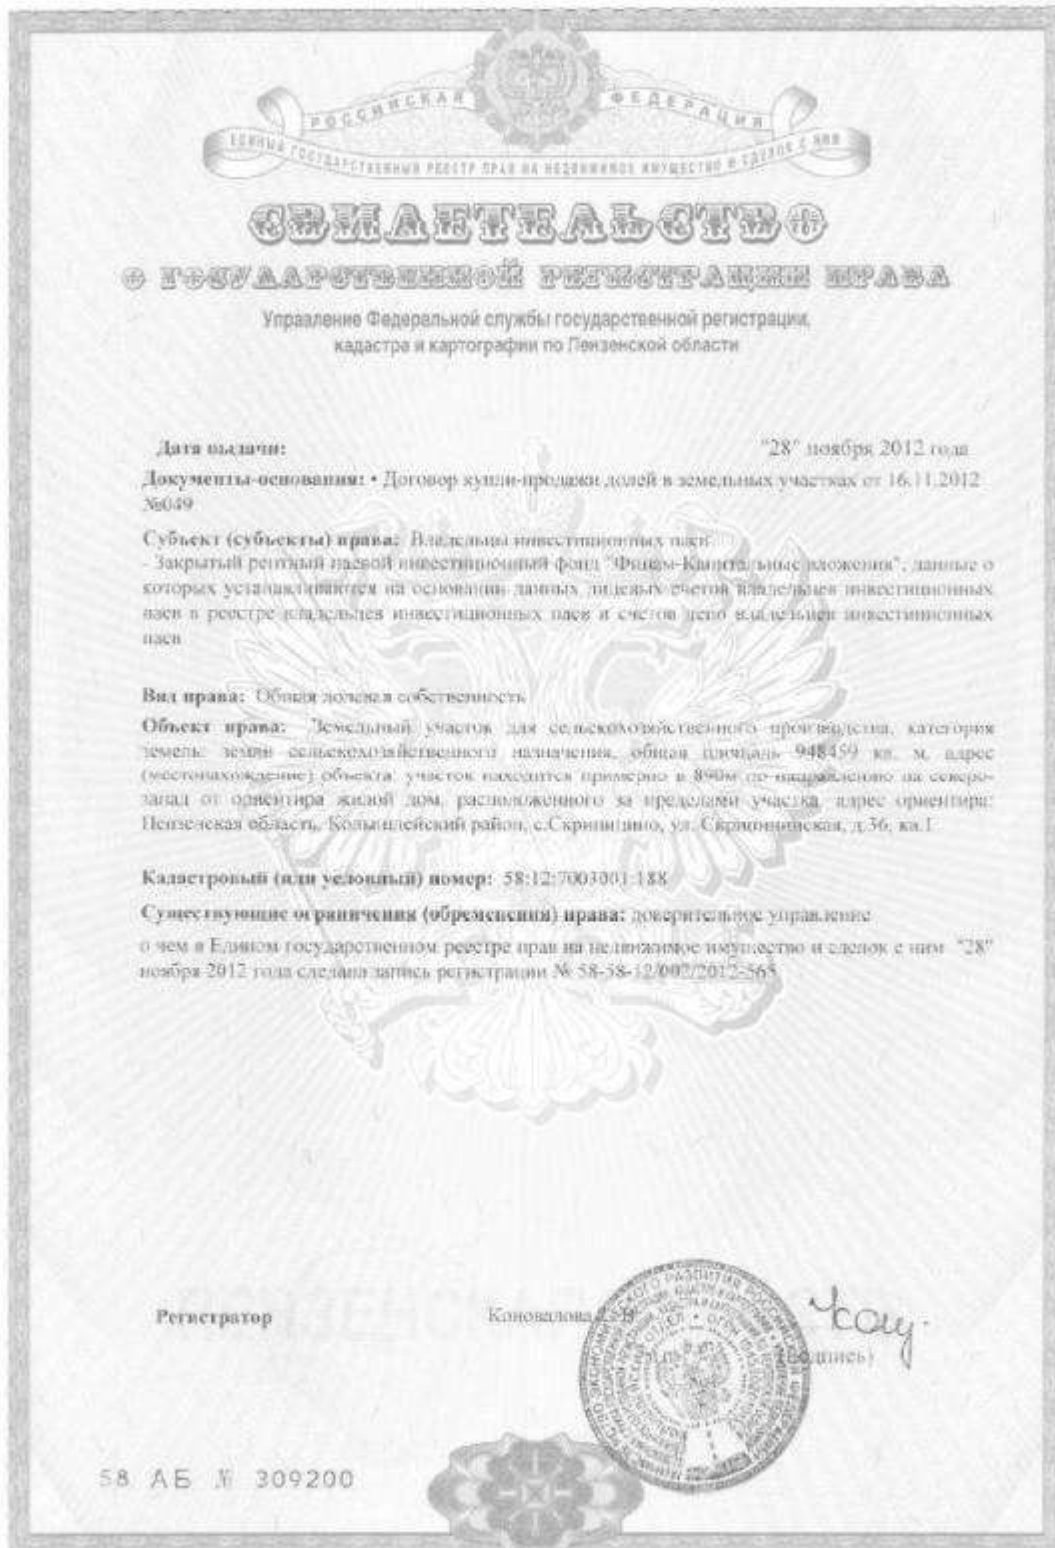 РОССИЙСКАЯ ФЕДЕРАЦИЯ
ЕДИНЫЙ ГОСУДАРСТВЕННЫЙ РЕЕСТР ПРАВ НА НЕДВИЖИМОЕ ИМУЩЕСТВО И СДЕЛОК С НИМ
СВИДЕТЕЛЬСТВО
О ГОСУДАРСТВЕННОЙ РЕГИСТРАЦИИ ПРАВА
Управление Федеральной службы государственной регистрации,
кадастра и картографии по Пензенской области
Дата выдачи: "28" ноября 2012 года
Документы-основания: • Договор купли-продажи долей в земельных участках от 16.11.2012
№049
Субъект (субъекты) права: Владельцы инвестиционных паев
- Закрытый рентный паевой инвестиционный фонд "Финам-Капитальные вложения", данные о
которых устанавливаются на основании данных лицевых счетов владельцев инвестиционных
паев в реестре владельцев инвестиционных паев и счетов депо владельцев инвестиционных
паев
Вид права: Общая долевая собственность
Объект права: Земельный участок для сельскохозяйственного производства, категория
земель: земли сельскохозяйственного назначения, общая площадь 948459 кв. м, адрес
(местонахождение) объекта: участок находится примерно в 890м по направлению на северо-
запад от ориентира жилой дом, расположенного за пределами участка, адрес ориентира:
Пензенская область, Колышлейский район, с.Скрипицино, ул. д.36, кв.1
Кадастровый (или условный) номер: 58:12:7003001:188
Существующие ограничения (обременения) права: доверительное управление
о чем в Едином государственном реестре прав на недвижимое имущество и сделок с ним "28"
ноября 2012 года сделана запись регистрации № 58-58-12/002/2012-565
Регистратор Коновалова
(подпись)
58 АБ № 309200